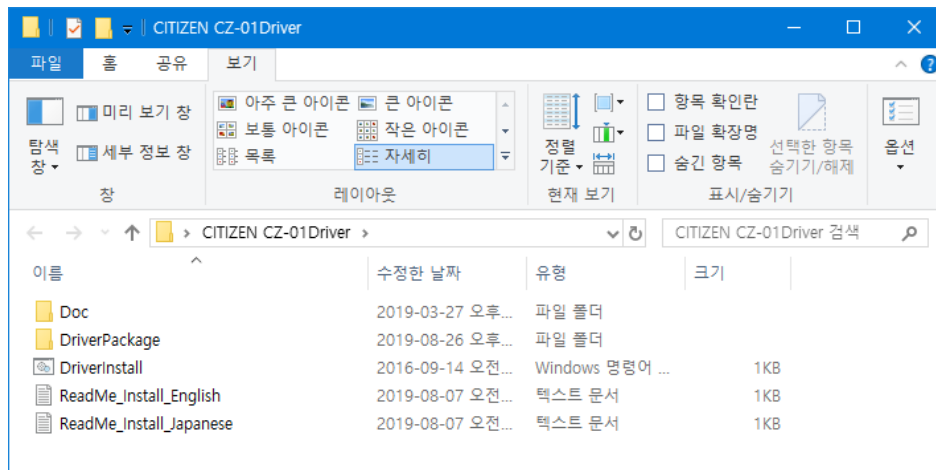 CITIZEN CZ-01Driver
파일 홈 공유 보기
탐색 창 미리 보기 창 세부 정보 창
아주 큰 아이콘 큰 아이콘
보통 아이콘 작은 아이콘
목록 자세히
정렬 기준
항목 확인란
파일 확장명
숨긴 항목
선택한 항목 숨기기/해제
옵션
창 레이아웃 현재 보기 표시/숨기기
CITIZEN CZ-01Driver CITIZEN CZ-01Driver 검색
이름 수정한 날짜 유형 크기
Doc 2019-03-27 오후... 파일 폴더
DriverPackage 2019-08-26 오후... 파일 폴더
DriverInstall 2016-09-14 오전... Windows 명령어 ... 1KB
ReadMe_Install_English 2019-08-07 오전... 텍스트 문서 1KB
ReadMe_Install_Japanese 2019-08-07 오전... 텍스트 문서 1KB